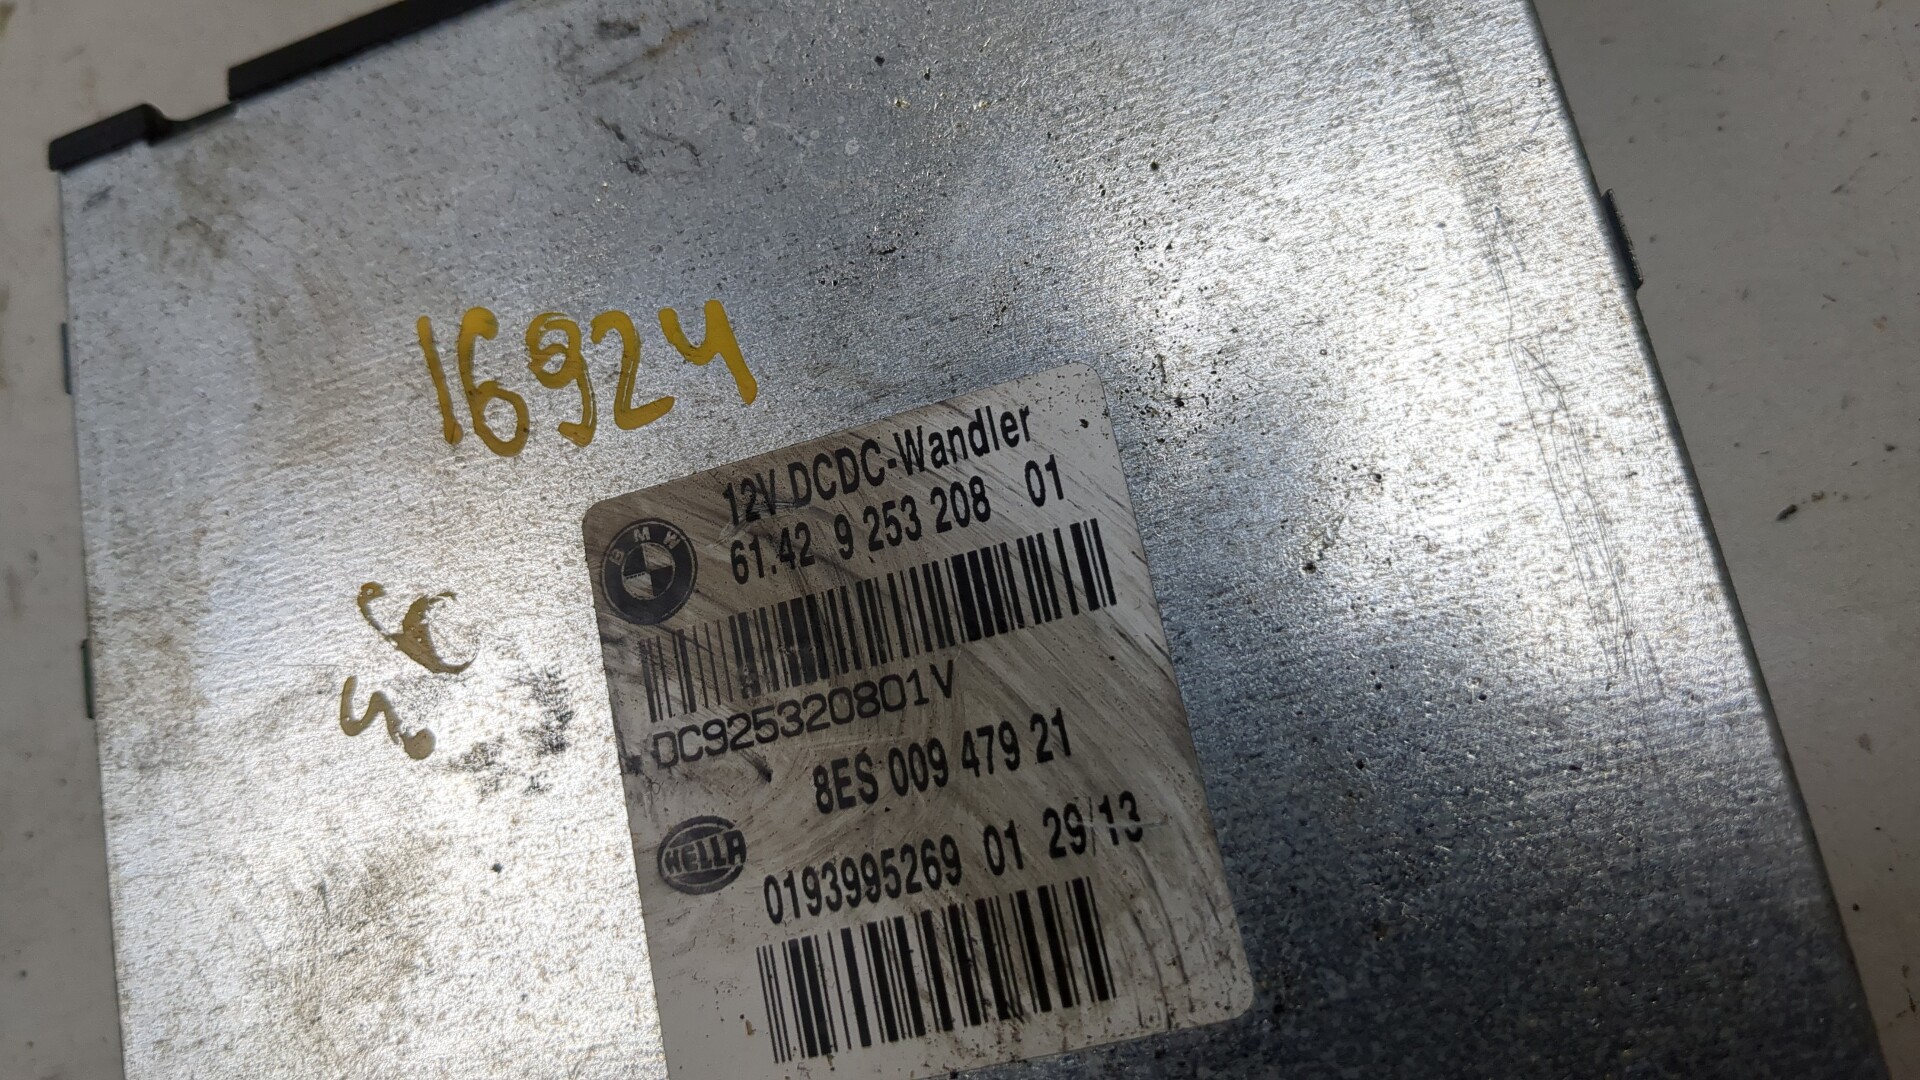 16924
12V DCDC-Wandler
61.42 9 253 208 01
BMW
DC925320801V
8ES 009 479 21
HELLA
0193995269 01 29/13